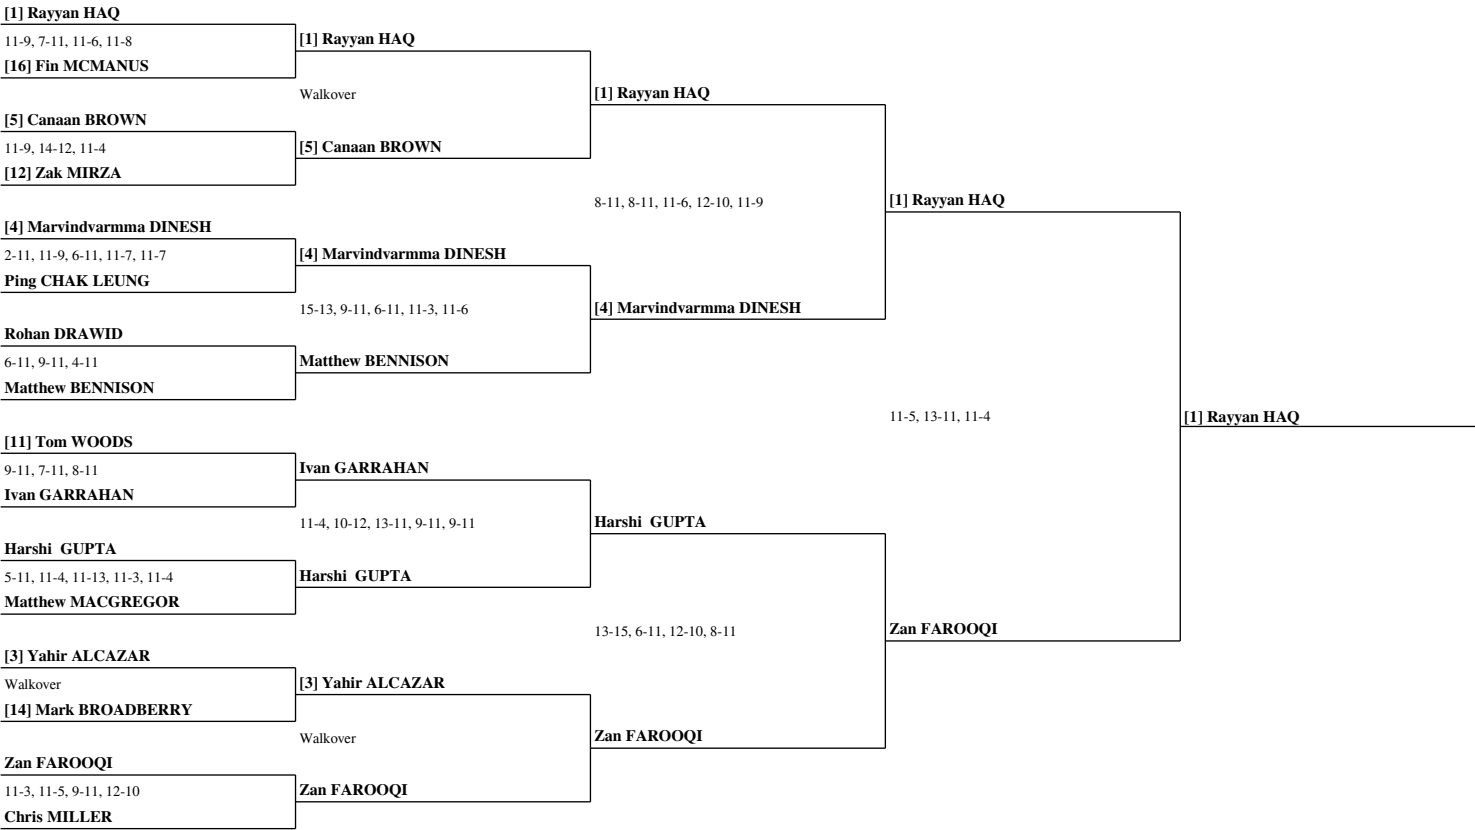 [1] Rayyan HAQ
11-9, 7-11, 11-6, 11-8
[16] Fin MCMANUS
[5] Canaan BROWN
11-9, 14-12, 11-4
[12] Zak MIRZA
[4] Marvindvarmma DINESH
2-11, 11-9, 6-11, 11-7, 11-7
Ping CHAK LEUNG
Rohan DRAWID
6-11, 9-11, 4-11
Matthew BENNISON
[11] Tom WOODS
9-11, 7-11, 8-11
Ivan GARRAHAN
Harshi GUPTA
5-11, 11-4, 11-13, 11-3, 11-4
Matthew MACGREGOR
[3] Yahir ALCAZAR
Walkover
[14] Mark BROADBERRY
Zan FAROOQI
11-3, 11-5, 9-11, 12-10
Chris MILLER
[1] Rayyan HAQ
Walkover
[5] Canaan BROWN
[4] Marvindvarmma DINESH
15-13, 9-11, 6-11, 11-3, 11-6
Matthew BENNISON
Ivan GARRAHAN
11-4, 10-12, 13-11, 9-11, 9-11
Harshi GUPTA
[3] Yahir ALCAZAR
Walkover
Zan FAROOQI
[1] Rayyan HAQ
8-11, 8-11, 11-6, 12-10, 11-9
[4] Marvindvarmma DINESH
Harshi GUPTA
13-15, 6-11, 12-10, 8-11
Zan FAROOQI
[1] Rayyan HAQ
11-5, 13-11, 11-4
Zan FAROOQI
[1] Rayyan HAQ